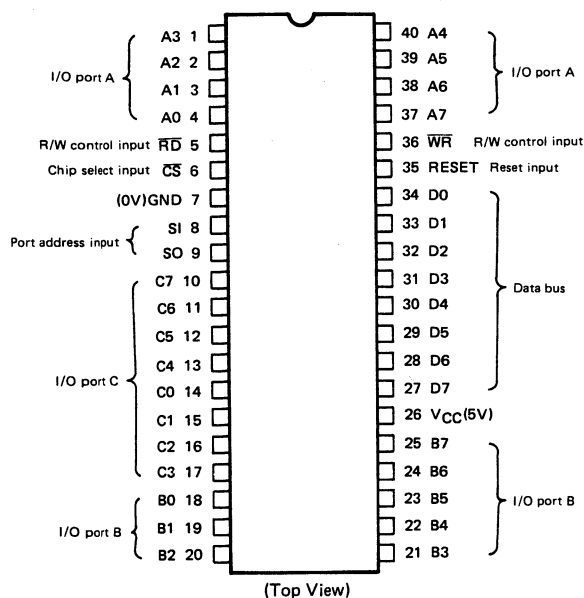 A3 1
A2 2
I/O port A
A1 3
A0 4
R/W control input RD 5
Chip select input CS 6
(0V)GND 7
SI 8
Port address input
SO 9
C7 10
C6 11
C5 12
C4 13
I/O port C
C0 14
C1 15
C2 16
C3 17
B0 18
I/O port B
B1 19
B2 20
40 A4
39 A5
I/O port A
38 A6
37 A7
36 WR R/W control input
35 RESET Reset input
34 D0
33 D1
32 D2
31 D3
Data bus
30 D4
29 D5
28 D6
27 D7
26 VCC(5V)
25 B7
24 B6
23 B5
I/O port B
22 B4
21 B3
(Top View)